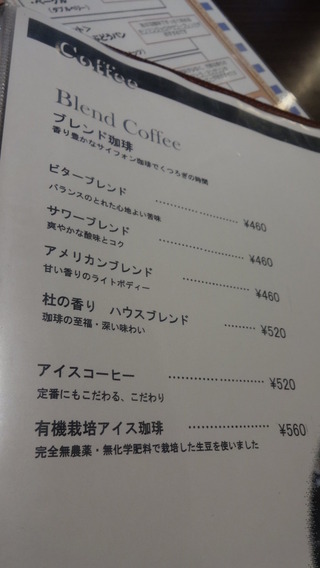 Coffee
Blend Coffee
ブレンド珈琲
香り豊かなサイフォン珈琲でくつろぎの時間
ビターブレンド ¥460
バランスのとれた心地よい苦味
サワーブレンド ¥460
爽やかな酸味とコク
アメリカンブレンド ¥460
甘い香りのライトボディー
杜の香り ハウスブレンド ¥520
珈琲の至福・深い味わい
アイスコーヒー ¥520
定番にもこだわる、こだわり
有機栽培アイス珈琲 ¥560
完全無農薬・無化学肥料で栽培した生豆を使いました